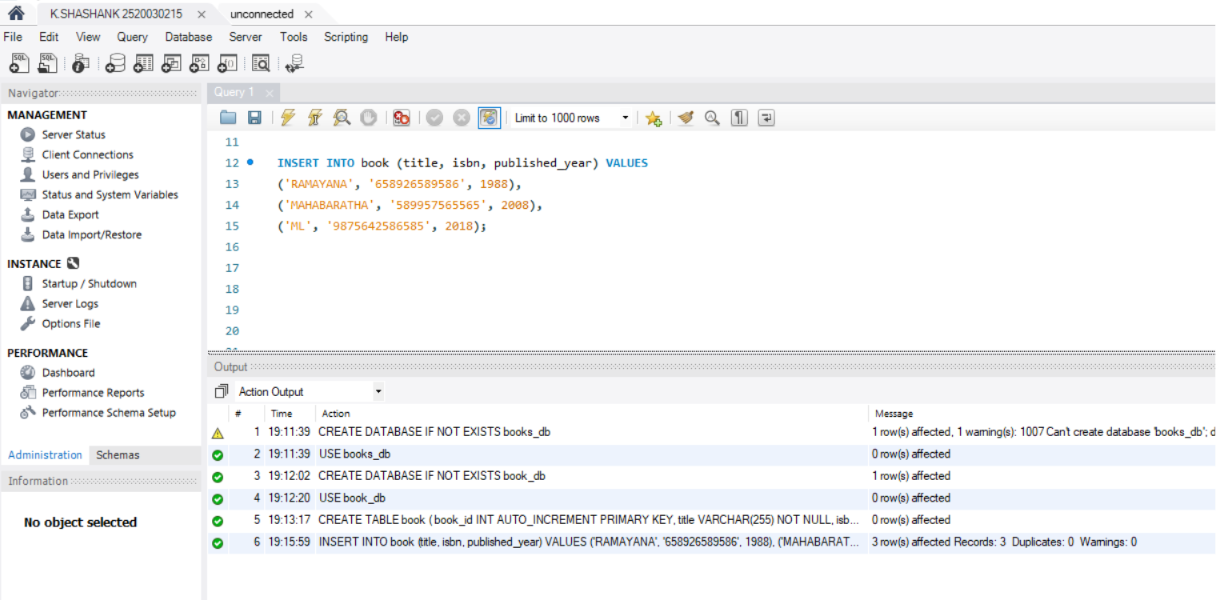 K.SHASHANK 2520030215 × unconnected ×
File Edit View Query Database Server Tools Scripting Help
Navigator
MANAGEMENT
Server Status
Client Connections
Users and Privileges
Status and System Variables
Data Export
Data Import/Restore
INSTANCE
Startup / Shutdown
Server Logs
Options File
PERFORMANCE
Dashboard
Performance Reports
Performance Schema Setup
Administration Schemas
Information
No object selected
Query 1 ×
Limit to 1000 rows
11
12 INSERT INTO book (title, isbn, published_year) VALUES
13 ('RAMAYANA', '658926589586', 1988),
14 ('MAHABARATHA', '589957565565', 2008),
15 ('ML', '9875642586585', 2018);
16
17
18
19
20
Output
Action Output
# Time Action Message
1 19:11:39 CREATE DATABASE IF NOT EXISTS books_db 1 row(s) affected, 1 warning(s): 1007 Can't create database 'books_db'; d
2 19:11:39 USE books_db 0 row(s) affected
3 19:12:02 CREATE DATABASE IF NOT EXISTS book_db 1 row(s) affected
4 19:12:20 USE book_db 0 row(s) affected
5 19:13:17 CREATE TABLE book ( book_id INT AUTO_INCREMENT PRIMARY KEY, title VARCHAR(255) NOT NULL, isb... 0 row(s) affected
6 19:15:59 INSERT INTO book (title, isbn, published_year) VALUES ('RAMAYANA', '658926589586', 1988), ('MAHABARAT... 3 row(s) affected Records: 3 Duplicates: 0 Warnings: 0